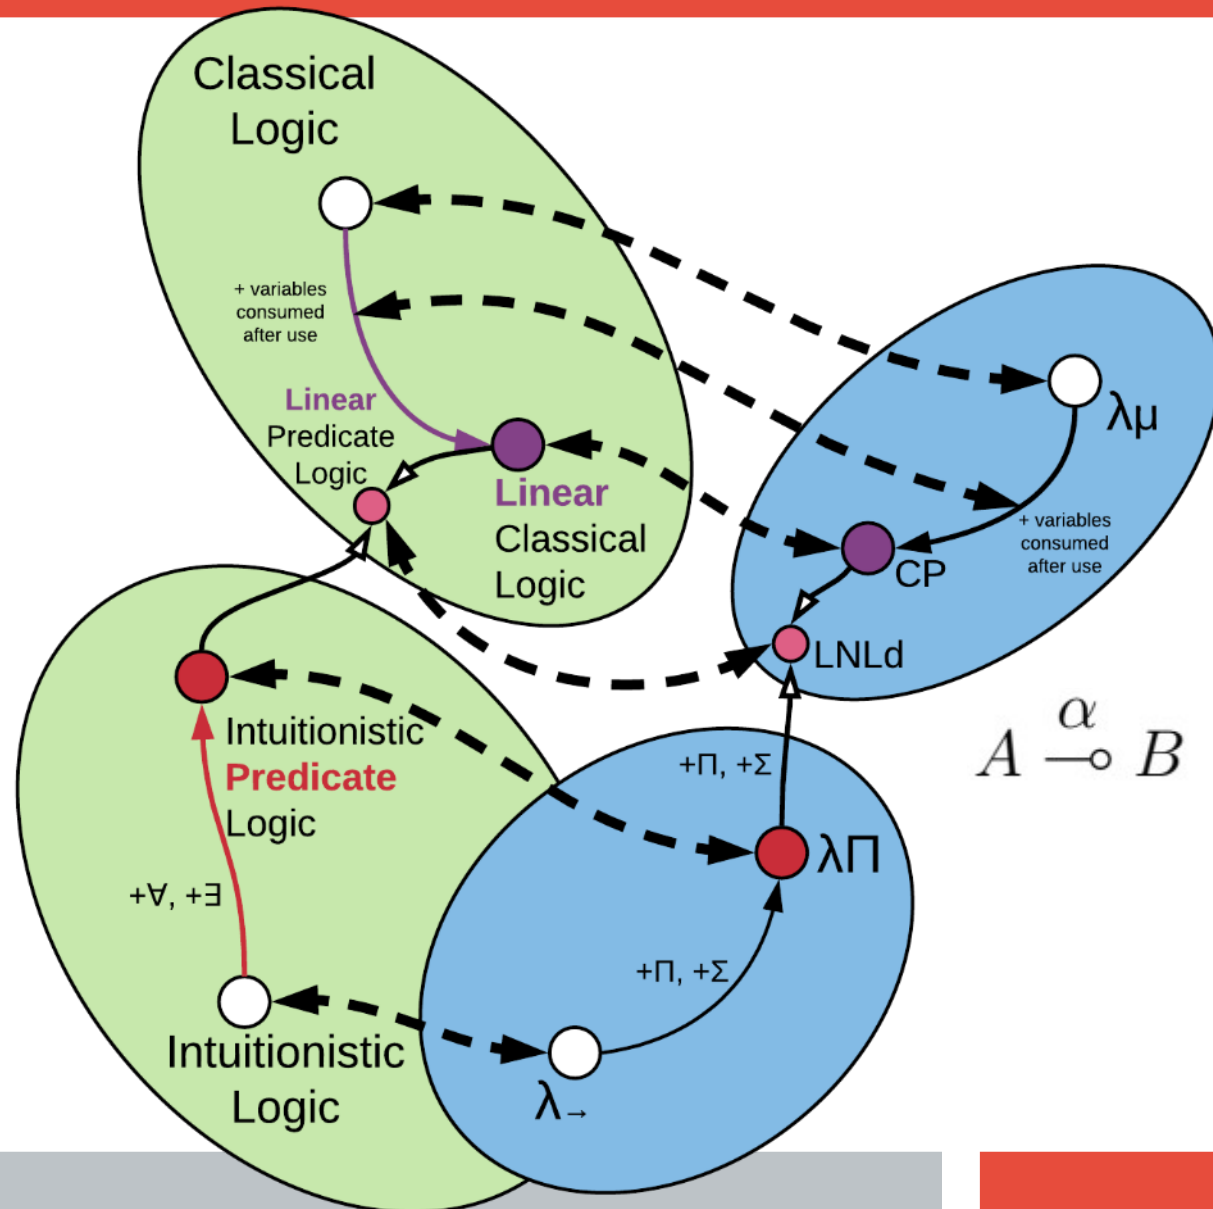 Classical
Logic
+ variables
consumed
after use
Linear
Predicate
Logic
Linear
Classical
Logic
λμ
+ variables
consumed
after use
CP
LNLd
A α ⊸ B
Intuitionistic
Predicate
Logic
+Π, +Σ
λΠ
+∀, +∃
+Π, +Σ
Intuitionistic
Logic
λ→